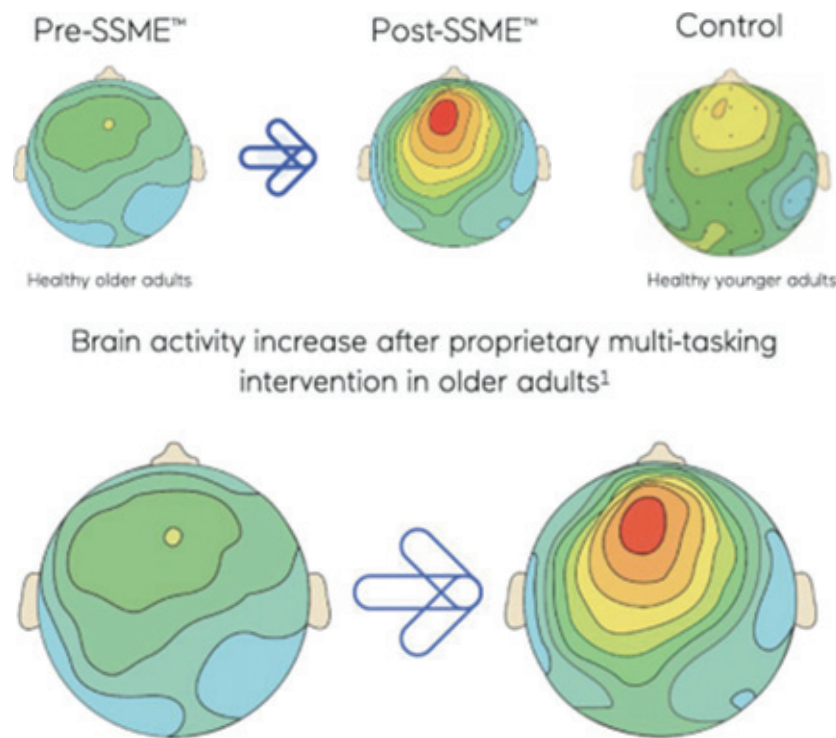 Pre-SSME™
Post-SSME™
Control
Healthy older adults
Healthy younger adults
Brain activity increase after proprietary multi-tasking
intervention in older adults¹